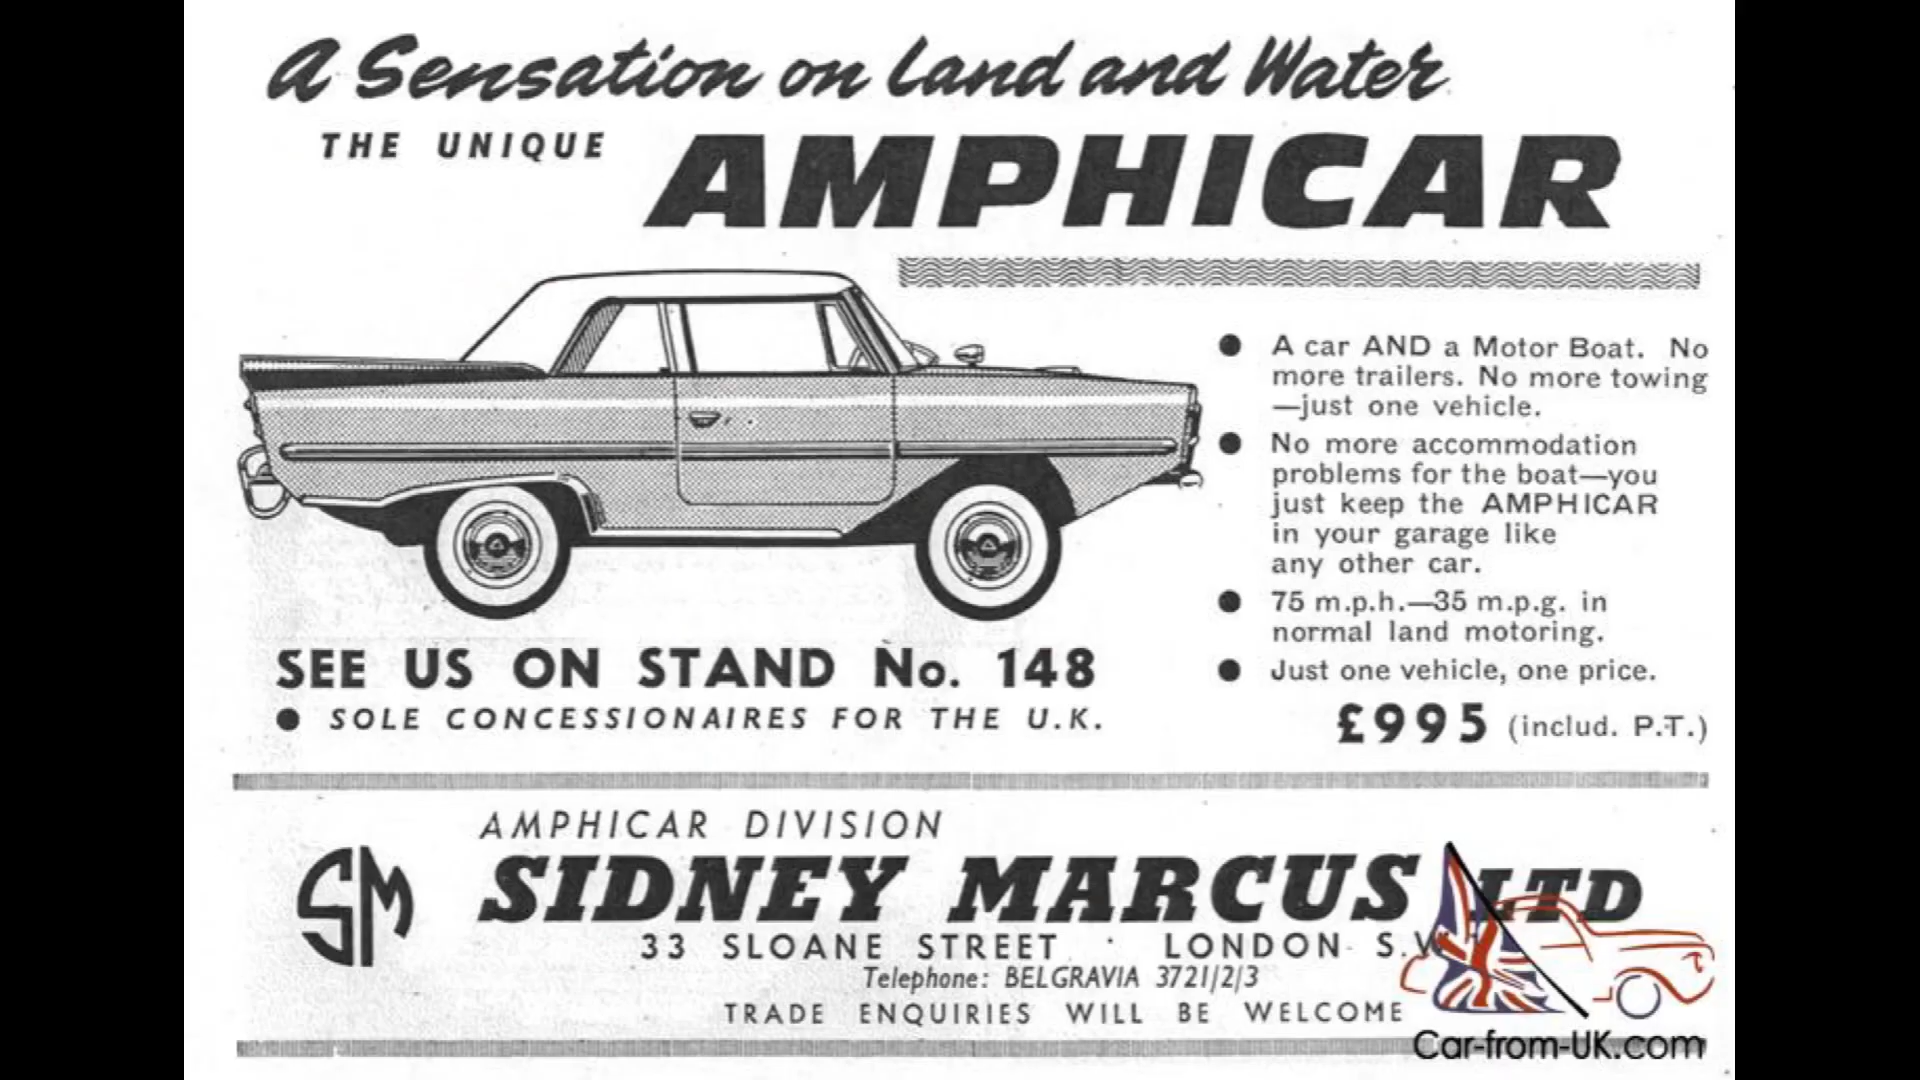 A Sensation on Land and Water
THE UNIQUE AMPHICAR
● A car AND a Motor Boat. No
more trailers. No more towing
—just one vehicle.
● No more accommodation
problems for the boat—you
just keep the AMPHICAR
in your garage like
any other car.
● 75 m.p.h.—35 m.p.g. in
normal land motoring.
● Just one vehicle, one price.
£995 (includ. P.T.)
SEE US ON STAND No. 148
● SOLE CONCESSIONAIRES FOR THE U.K.
AMPHICAR DIVISION
SM
SIDNEY MARCUS LTD
33 SLOANE STREET · LONDON S.W
Telephone: BELGRAVIA 3721/2/3
TRADE ENQUIRIES WILL BE WELCOME
Car-from-UK.com